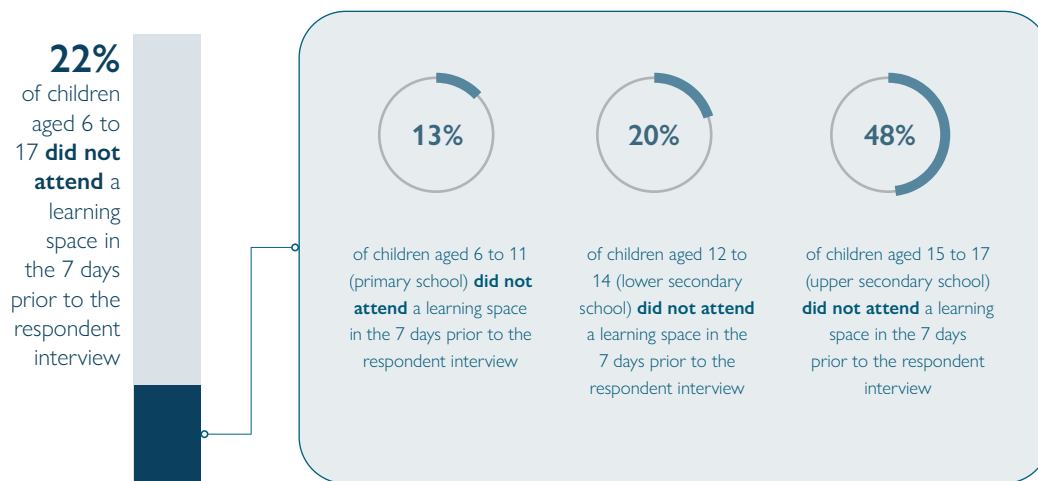 22%
of children
aged 6 to
17 did not
attend a
learning
space in
the 7 days
prior to the
respondent
interview
13%
of children aged 6 to 11
(primary school) did not
attend a learning space
in the 7 days prior to the
respondent interview
20%
of children aged 12 to
14 (lower secondary
school) did not attend
a learning space in the
7 days prior to the
respondent interview
48%
of children aged 15 to 17
(upper secondary school)
did not attend a learning
space in the 7 days
prior to the respondent
interview